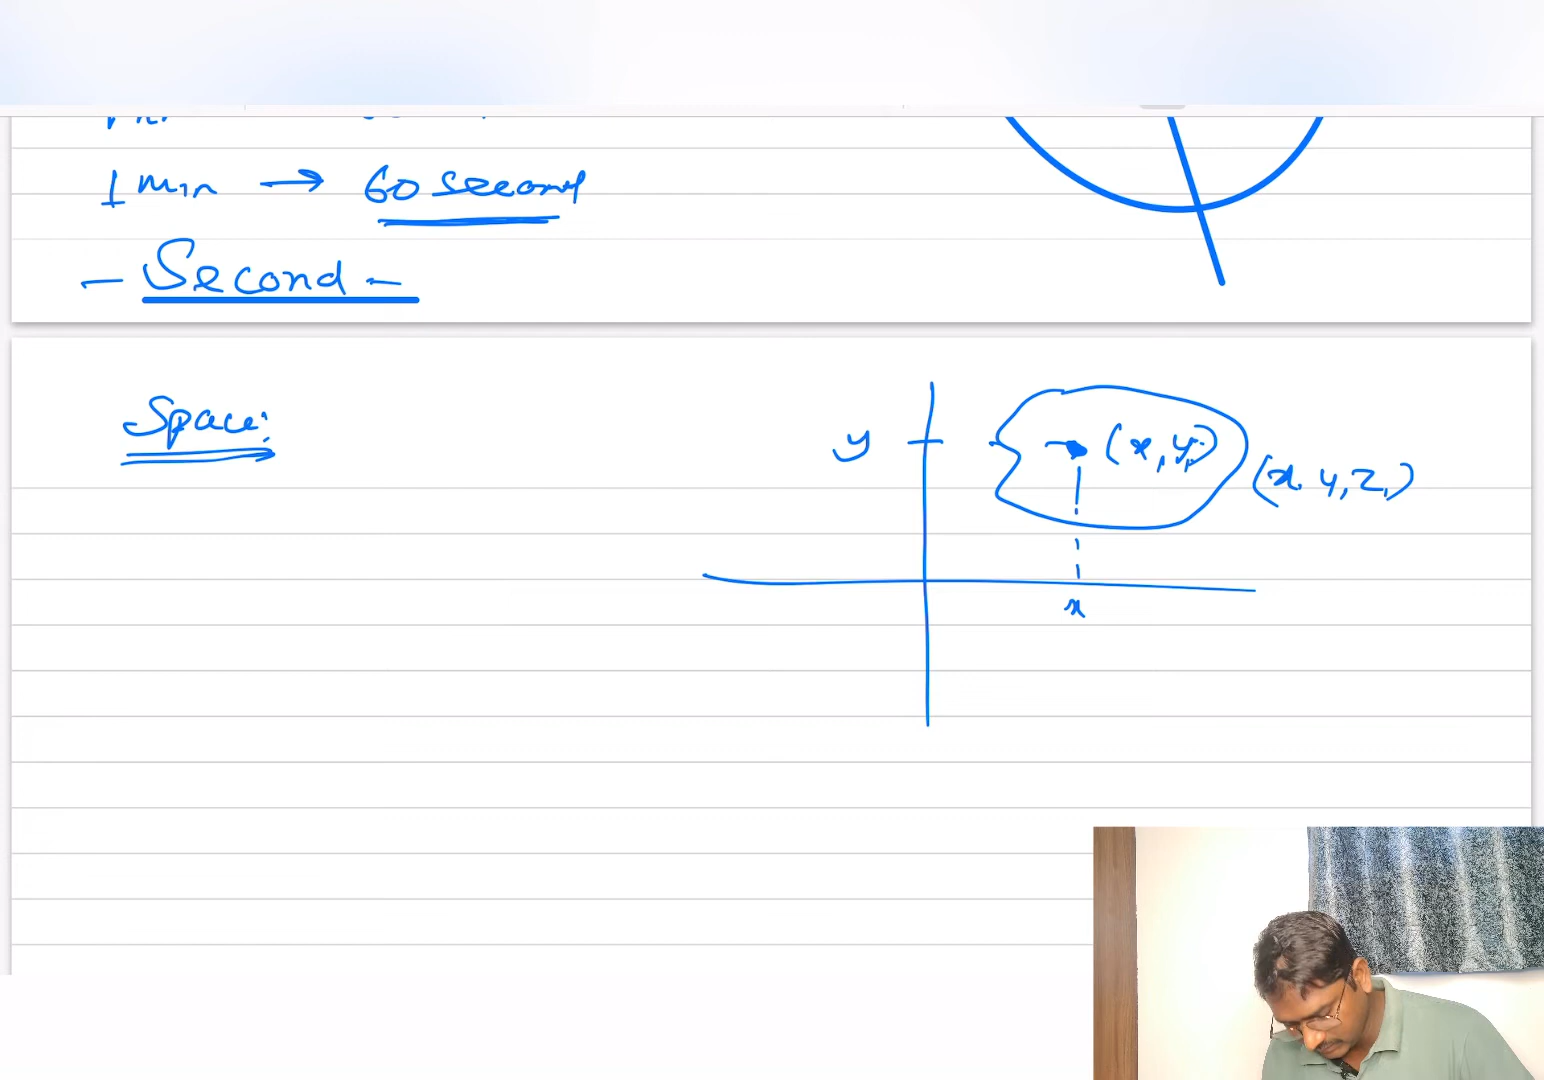 1 min → 60 second
- Second -
Space:
y (x, y)
(x, y, z)
x